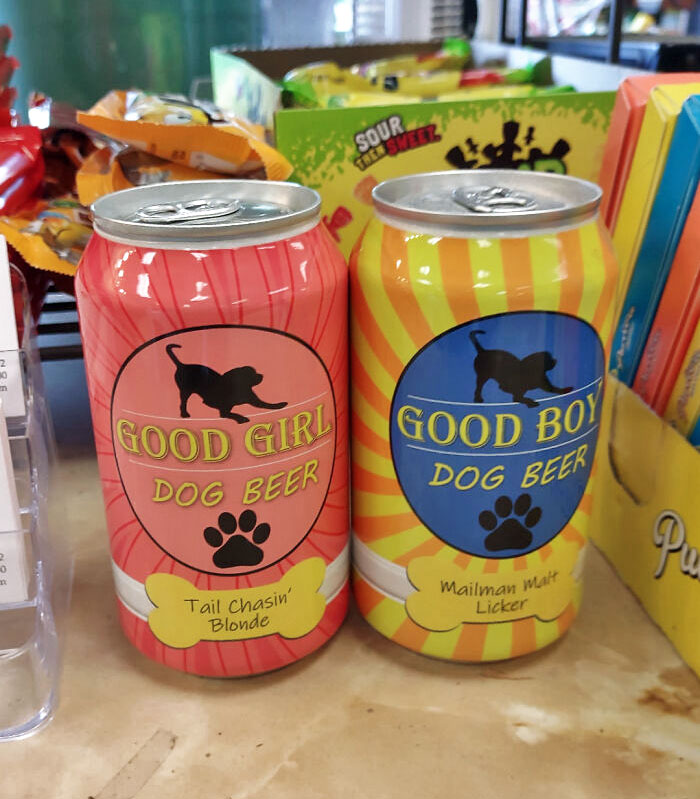 SOUR
THEN SWEET.
GOOD GIRL
DOG BEER
Tail Chasin'
Blonde
GOOD BOY
DOG BEER
Mailman Malt
Licker